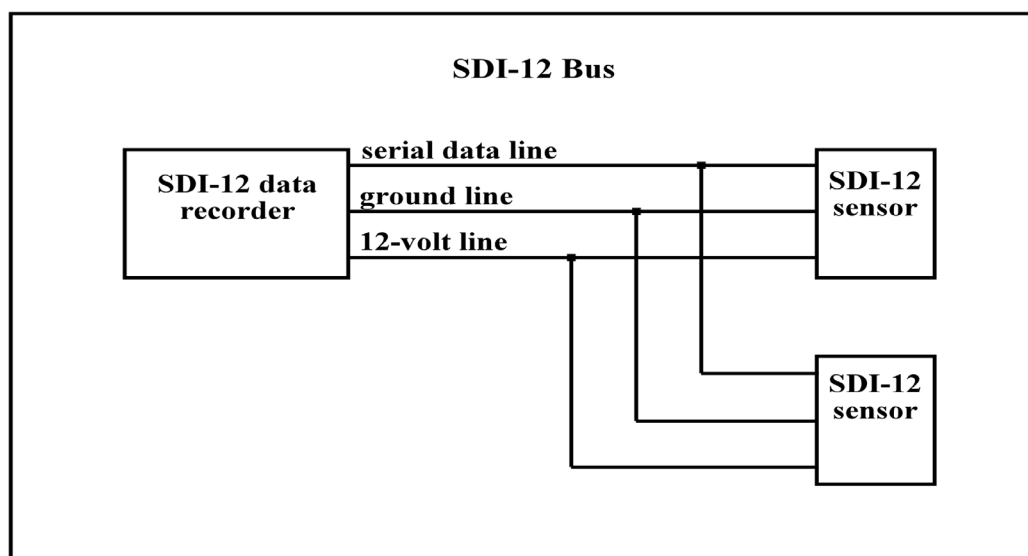 SDI-12 Bus
SDI-12 data
recorder
serial data line
ground line
12-volt line
SDI-12
sensor
SDI-12
sensor